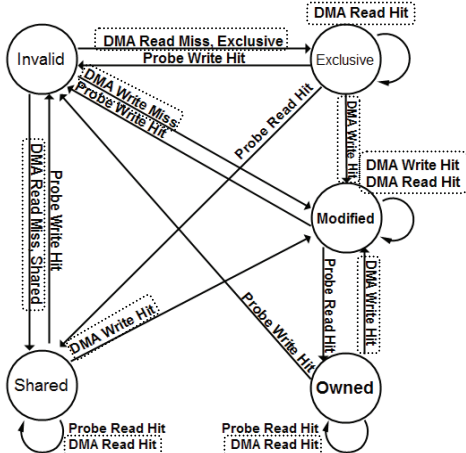 DMA Read Hit
Invalid
DMA Read Miss, Exclusive
Probe Write Hit
Exclusive
DMA Write Miss
Probe Write Hit
Probe Read Hit
DMA Write Hit
DMA Write Hit
DMA Read Hit
DMA Read Miss, Shared
Probe Write Hit
Modified
DMA Write Hit
Probe Write Hit
Probe Read Hit
DMA Write Hit
Shared
Owned
Probe Read Hit
DMA Read Hit
Probe Read Hit
DMA Read Hit